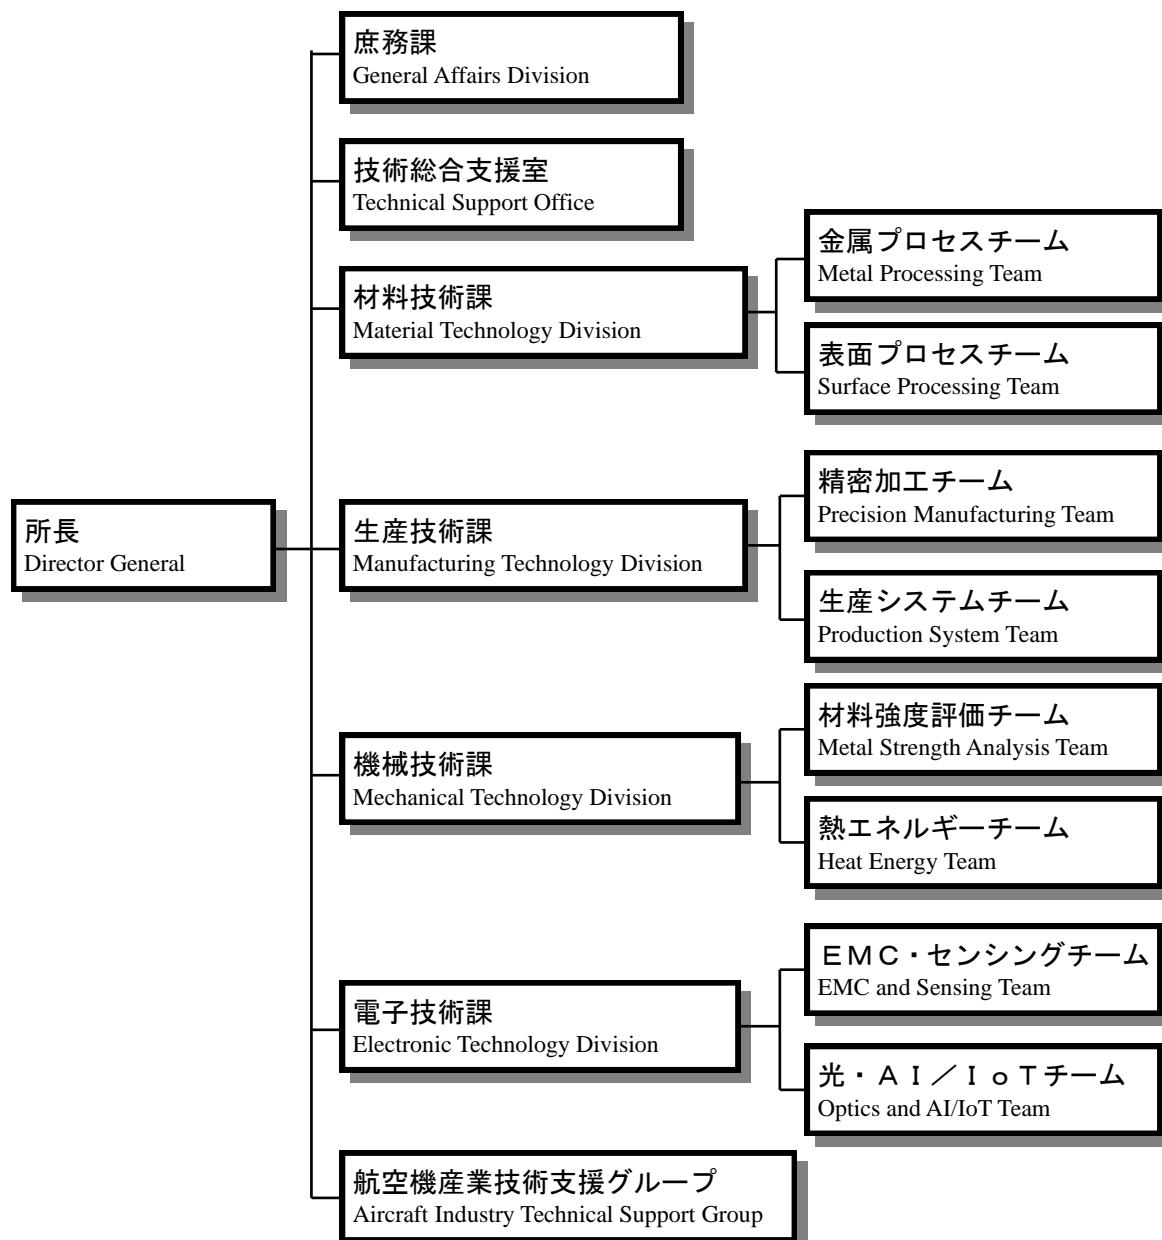 所長
Director General
庶務課
General Affairs Division
技術総合支援室
Technical Support Office
材料技術課
Material Technology Division
金属プロセスチーム
Metal Processing Team
表面プロセスチーム
Surface Processing Team
生産技術課
Manufacturing Technology Division
精密加工チーム
Precision Manufacturing Team
生産システムチーム
Production System Team
機械技術課
Mechanical Technology Division
材料強度評価チーム
Metal Strength Analysis Team
熱エネルギーチーム
Heat Energy Team
電子技術課
Electronic Technology Division
ＥＭＣ・センシングチーム
EMC and Sensing Team
光・ＡＩ／ＩｏＴチーム
Optics and AI/IoT Team
航空機産業技術支援グループ
Aircraft Industry Technical Support Group